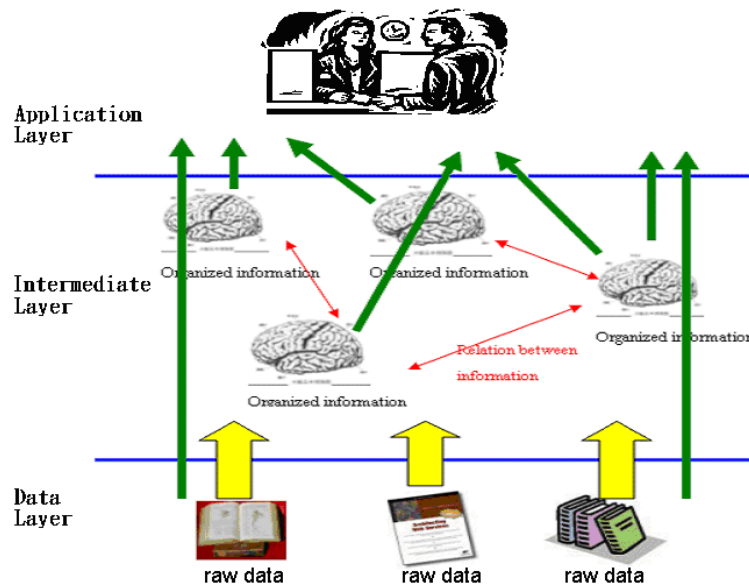 Application
Layer
Organized information
Organized information
Intermediate
Layer
Organized information
Relation between
information
Organized information
Data
Layer
raw data
raw data
raw data